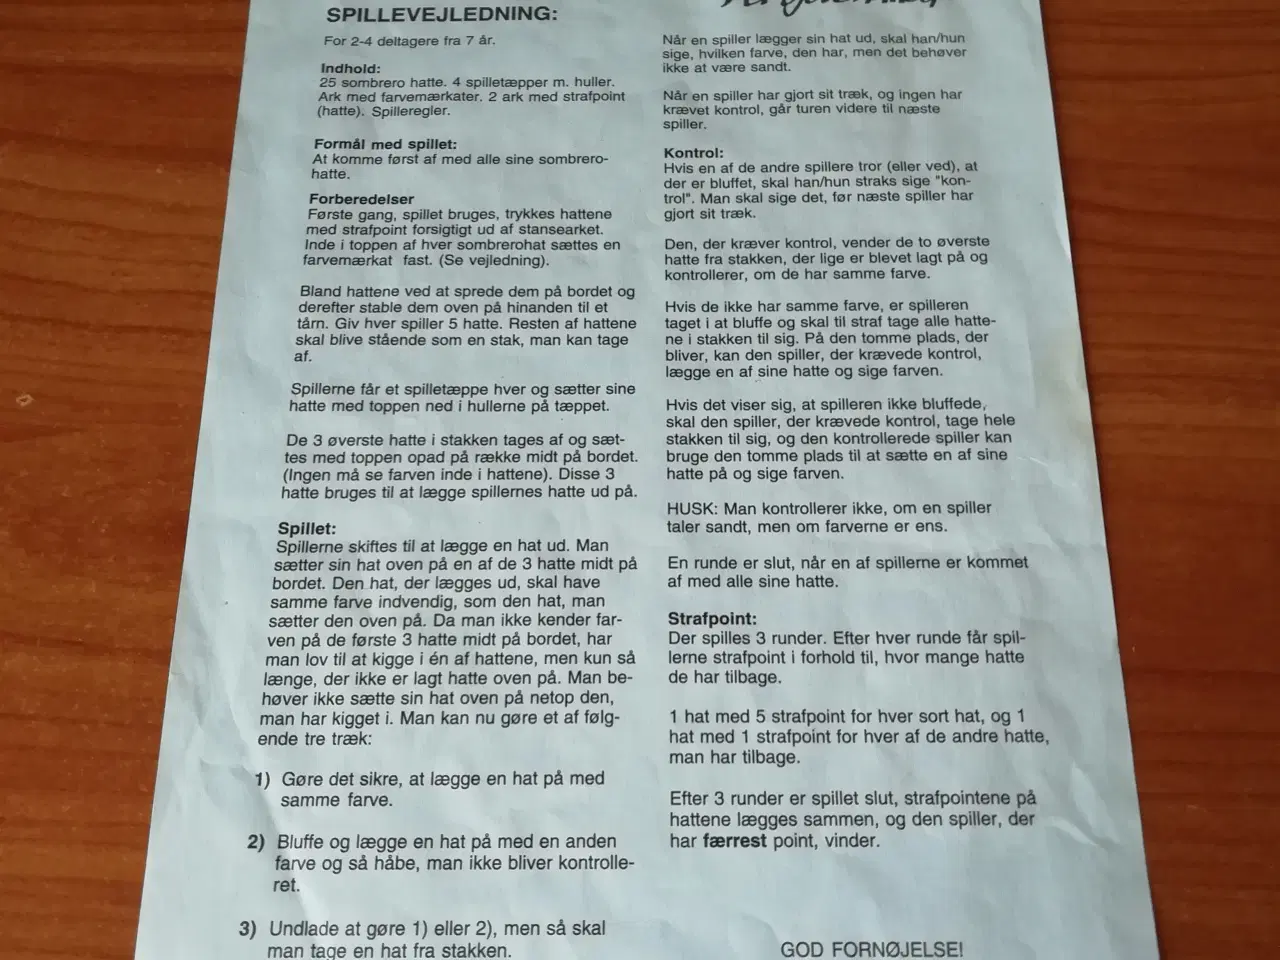 SPILLEVEJLEDNING:
For 2-4 deltagere fra 7 år.
Indhold:
25 sombrero hatte. 4 spilletæpper m. huller.
Ark med farvemærkater. 2 ark med strafpoint
(hatte). Spilleregler.
Formål med spillet:
At komme først af med alle sine sombrero-
hatte.
Forberedelser
Første gang, spillet bruges, trykkes hattene
med strafpoint forsigtigt ud af stansearket.
Inde i toppen af hver sombrerohat sættes en
farvemærkat fast. (Se vejledning).
Bland hattene ved at sprede dem på bordet og
derefter stable dem oven på hinanden til et
tårn. Giv hver spiller 5 hatte. Resten af hattene
skal blive stående som en stak, man kan tage
af.
Spillerne får et spilletæppe hver og sætter sine
hatte med toppen ned i hullerne på tæppet.
De 3 øverste hatte i stakken tages af og sæt-
tes med toppen opad på række midt på bordet.
(Ingen må se farven inde i hattene). Disse 3
hatte bruges til at lægge spillernes hatte ud på.
Spillet:
Spillerne skiftes til at lægge en hat ud. Man
sætter sin hat oven på en af de 3 hatte midt på
bordet. Den hat, der lægges ud, skal have
samme farve indvendig, som den hat, man
sætter den oven på. Da man ikke kender far-
ven på de første 3 hatte midt på bordet, har
man lov til at kigge i én af hattene, men kun så
længe, der ikke er lagt hatte oven på. Man be-
høver ikke sætte sin hat oven på netop den,
man har kigget i. Man kan nu gøre et af følg-
ende tre træk:
1) Gøre det sikre, at lægge en hat på med
samme farve.
2) Bluffe og lægge en hat på med en anden
farve og så håbe, man ikke bliver kontrolle-
ret.
3) Undlade at gøre 1) eller 2), men så skal
man tage en hat fra stakken.
Når en spiller lægger sin hat ud, skal han/hun
sige, hvilken farve, den har, men det behøver
ikke at være sandt.
Når en spiller har gjort sit træk, og ingen har
krævet kontrol, går turen videre til næste
spiller.
Kontrol:
Hvis en af de andre spillere tror (eller ved), at
der er bluffet, skal han/hun straks sige "kon-
trol". Man skal sige det, før næste spiller har
gjort sit træk.
Den, der kræver kontrol, vender de to øverste
hatte fra stakken, der lige er blevet lagt på og
kontrollerer, om de har samme farve.
Hvis de ikke har samme farve, er spilleren
taget i at bluffe og skal til straf tage alle hatte-
ne i stakken til sig. På den tomme plads, der
bliver, kan den spiller, der krævede kontrol,
lægge en af sine hatte og sige farven.
Hvis det viser sig, at spilleren ikke bluffede,
skal den spiller, der krævede kontrol, tage hele
stakken til sig, og den kontrollerede spiller kan
bruge den tomme plads til at sætte en af sine
hatte på og sige farven.
HUSK: Man kontrollerer ikke, om en spiller
taler sandt, men om farverne er ens.
En runde er slut, når en af spillerne er kommet
af med alle sine hatte.
Strafpoint:
Der spilles 3 runder. Efter hver runde får spil-
lerne strafpoint i forhold til, hvor mange hatte
de har tilbage.
1 hat med 5 strafpoint for hver sort hat, og 1
hat med 1 strafpoint for hver af de andre hatte,
man har tilbage.
Efter 3 runder er spillet slut, strafpointene på
hattene lægges sammen, og den spiller, der
har færrest point, vinder.
GOD FORNØJELSE!